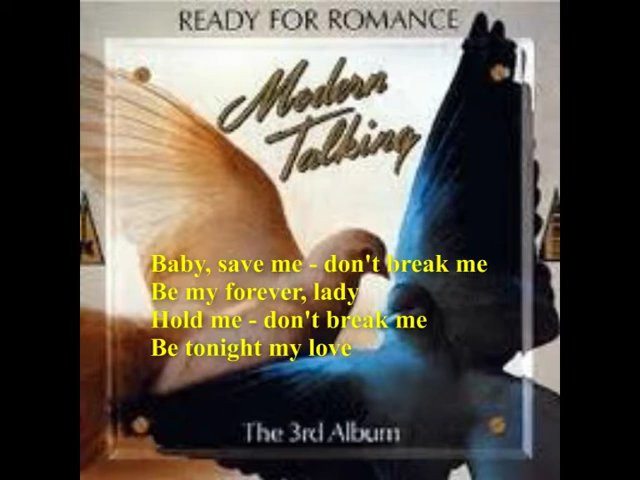 READY FOR ROMANCE
Modern
Talking
Baby, save me - don't break me
Be my forever, lady
Hold me - don't break me
Be tonight my love
The 3rd Album